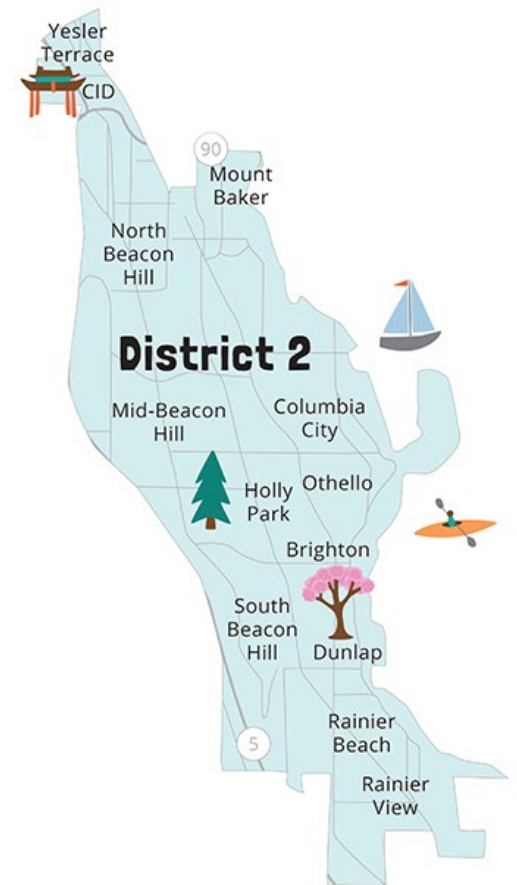 Yesler
Terrace
CID
90
Mount
Baker
North
Beacon
Hill
District 2
Mid-Beacon
Hill
Columbia
City
Holly
Park
Othello
Brighton
South
Beacon
Hill
Dunlap
Rainier
Beach
5
Rainier
View